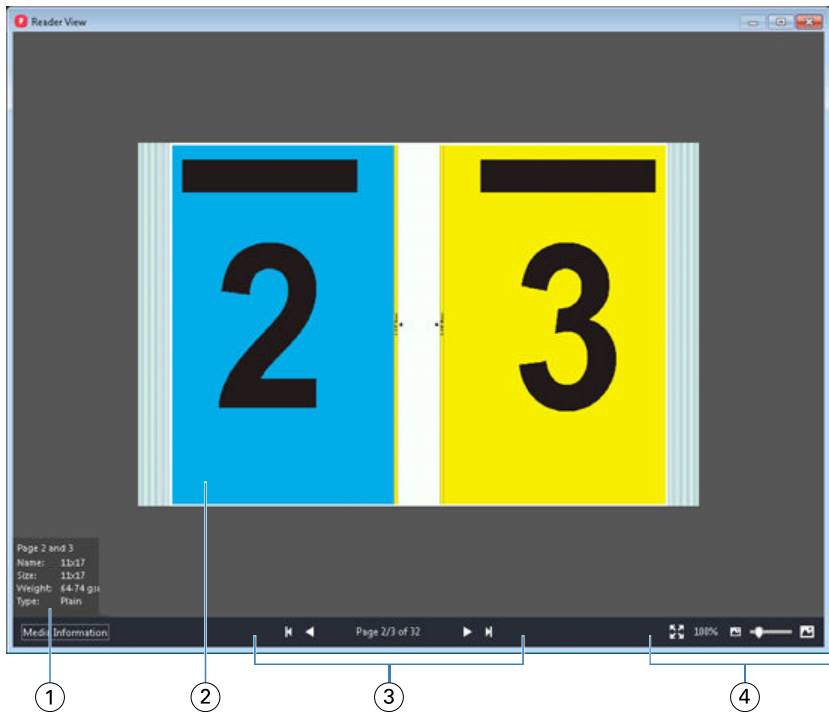 Reader View
2 3
Page 2 and 3
Name: 11x17
Size: 11x17
Weight: 64-74 gsm
Type: Plain
Media Information
Page 2/3 of 32
100%
1 2 3 4